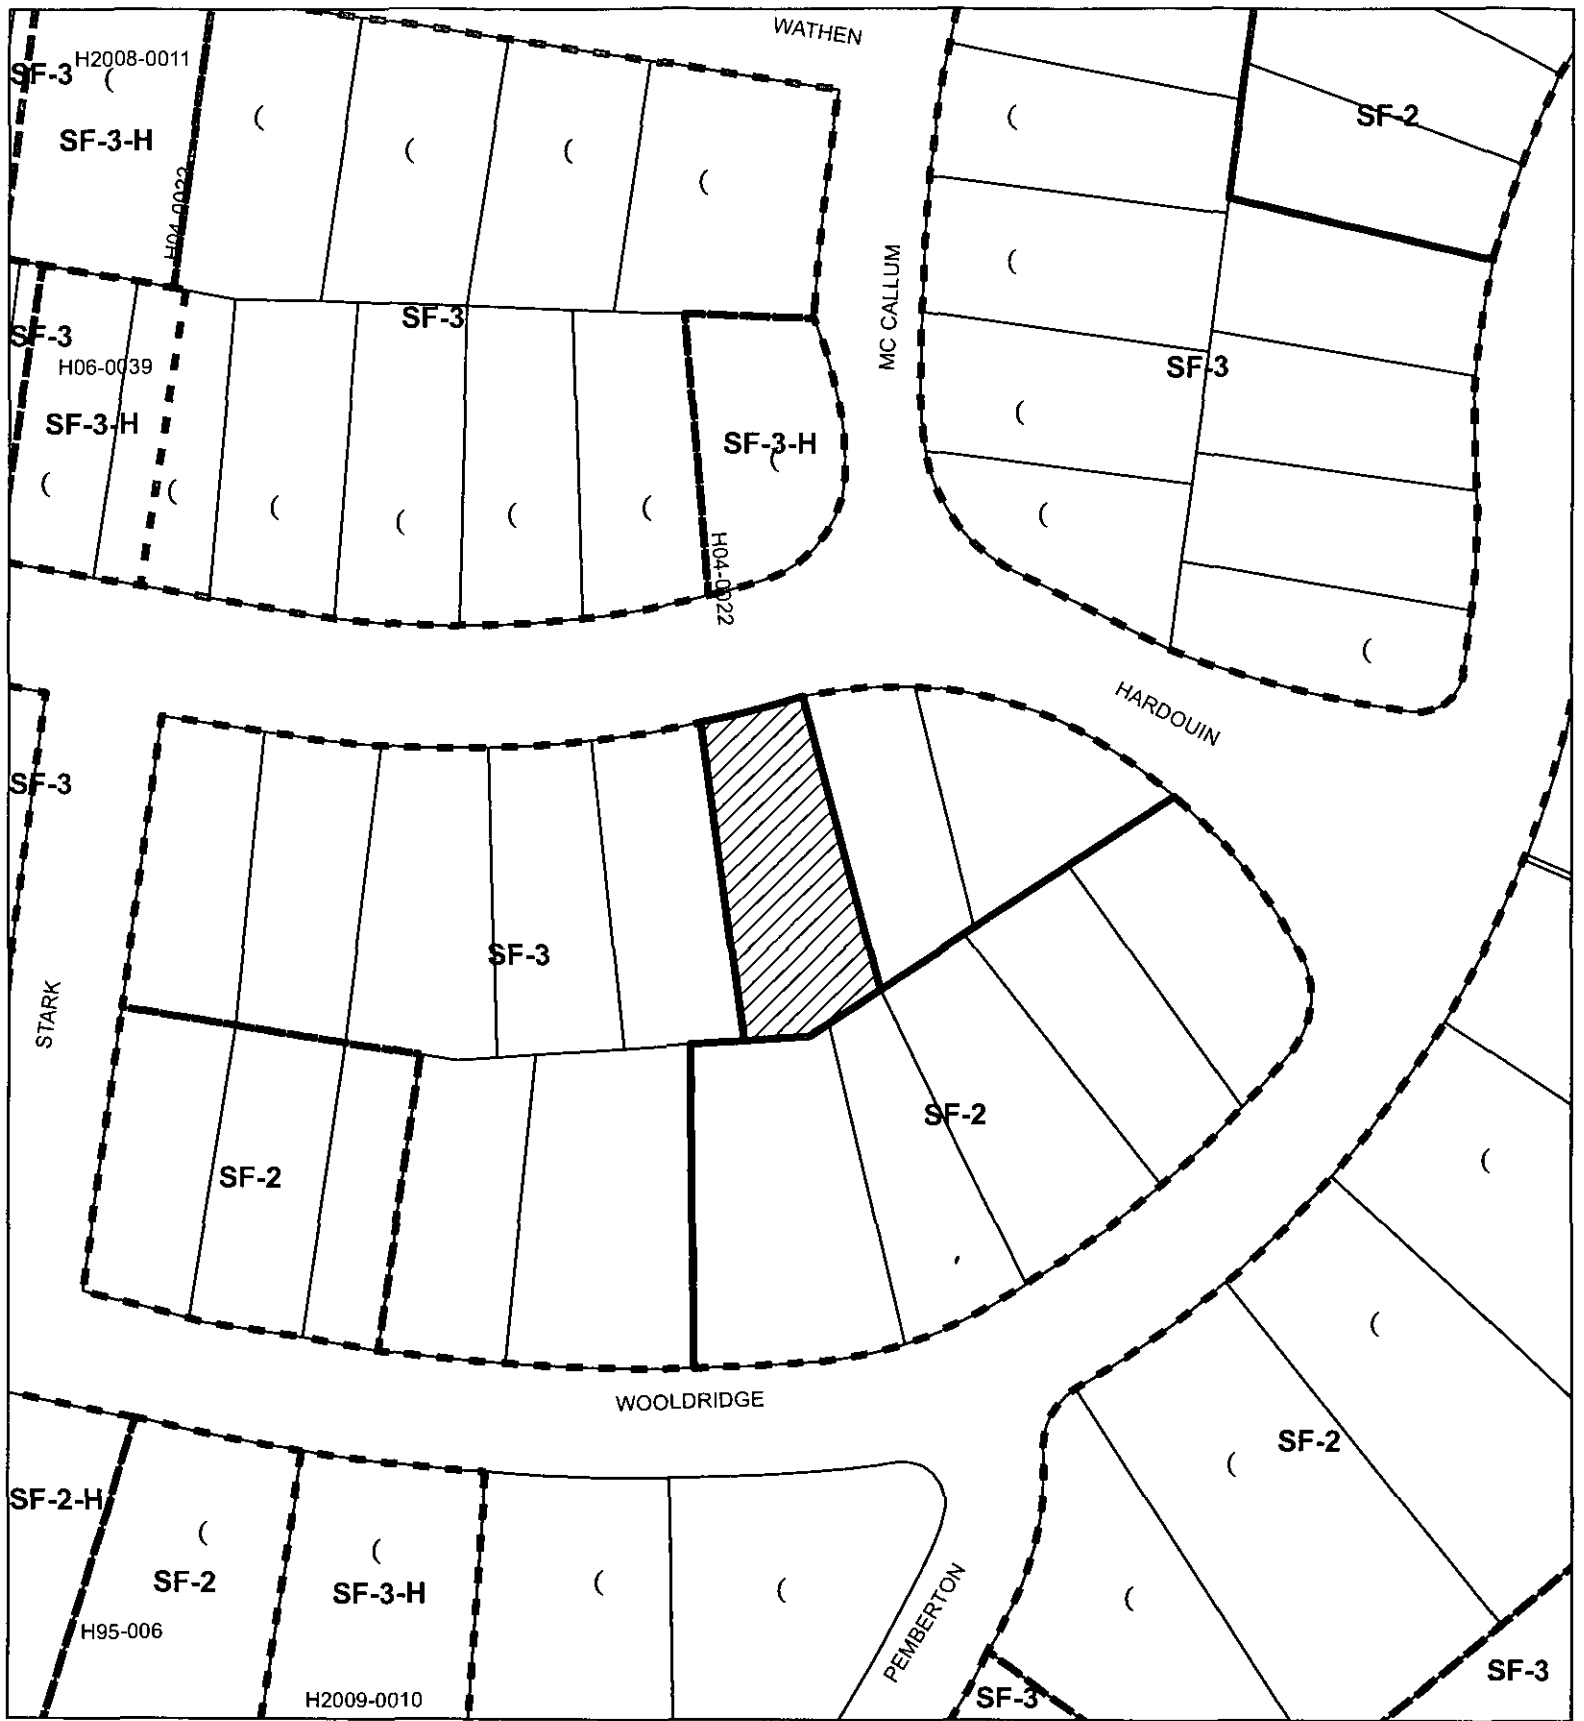 WATHEN
H2008-0011
SF-3
SF-3-H
SF-2
H04-0022
MC CALLUM
SF-3
SF-3
H06-0039
SF-3
SF-3-H
SF-3-H
H04-0022
HARDOUIN
SF-3
SF-3
STARK
SF-2
SF-2
WOOLDRIDGE
SF-2
SF-2-H
SF-2
SF-3-H
PEMBERTON
H95-006
SF-3
SF-3
H2009-0010